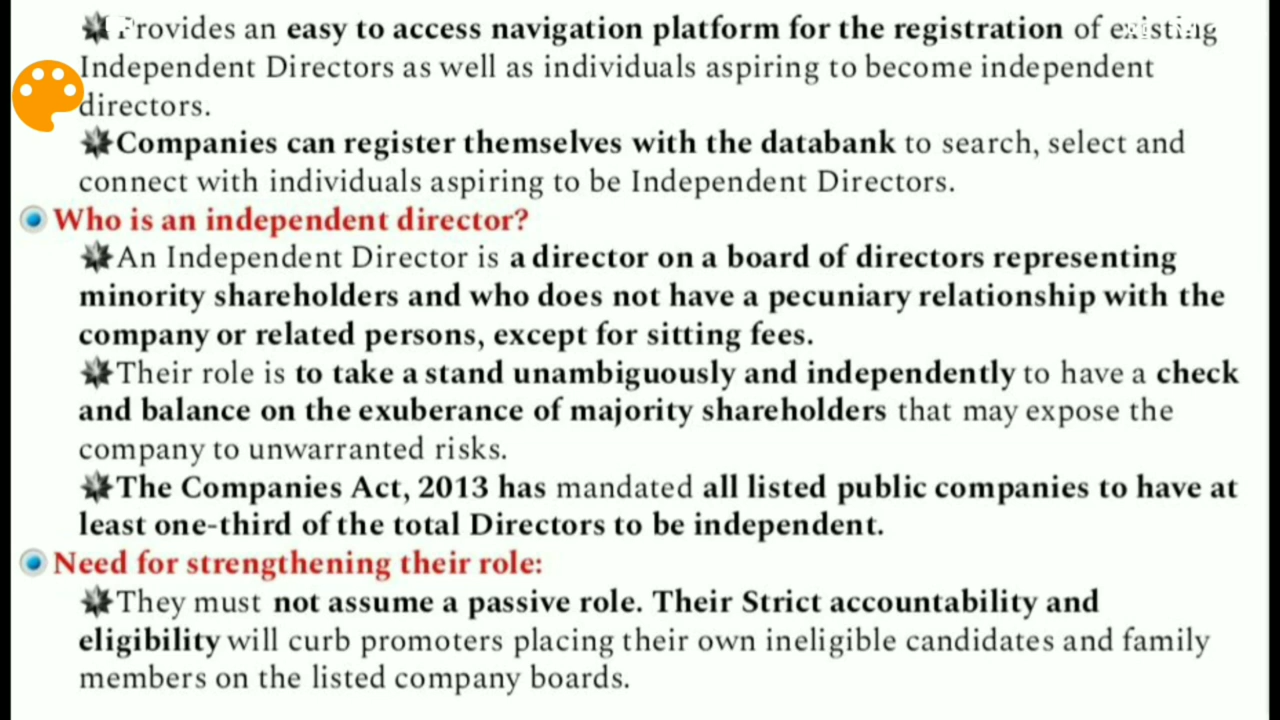 Provides an easy to access navigation platform for the registration of existing
Independent Directors as well as individuals aspiring to become independent
directors.
Companies can register themselves with the databank to search, select and
connect with individuals aspiring to be Independent Directors.
Who is an independent director?
An Independent Director is a director on a board of directors representing
minority shareholders and who does not have a pecuniary relationship with the
company or related persons, except for sitting fees.
Their role is to take a stand unambiguously and independently to have a check
and balance on the exuberance of majority shareholders that may expose the
company to unwarranted risks.
The Companies Act, 2013 has mandated all listed public companies to have at
least one-third of the total Directors to be independent.
Need for strengthening their role:
They must not assume a passive role. Their Strict accountability and
eligibility will curb promoters placing their own ineligible candidates and family
members on the listed company boards.